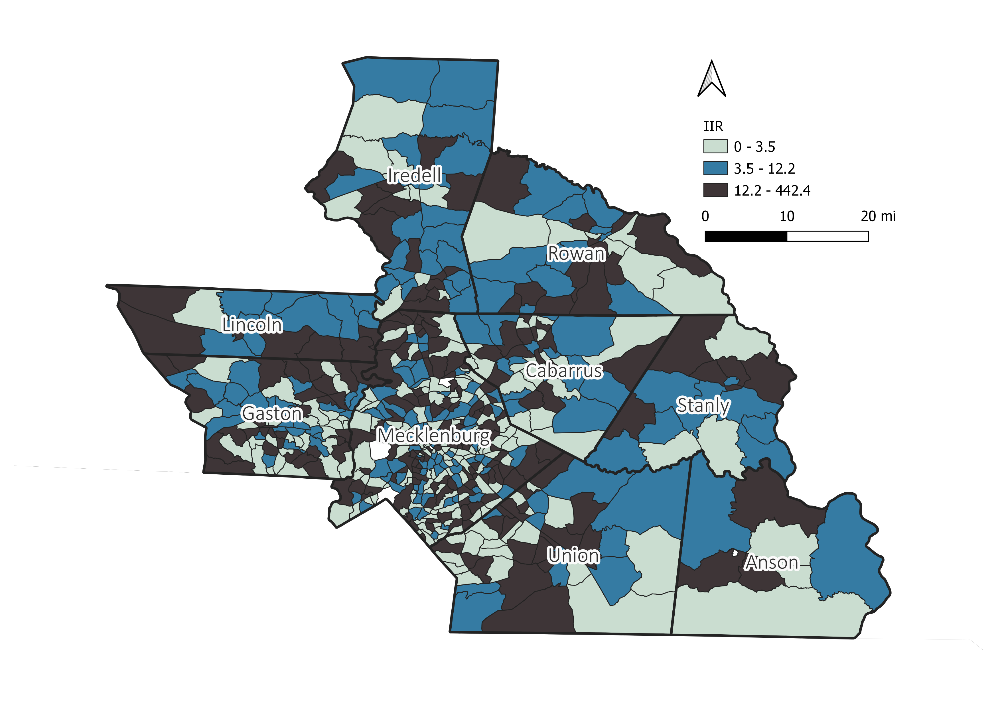 IIR
0 - 3.5
3.5 - 12.2
12.2 - 442.4
0 10 20 mi
Iredell
Rowan
Lincoln
Cabarrus
Stanly
Gaston
Mecklenburg
Union
Anson